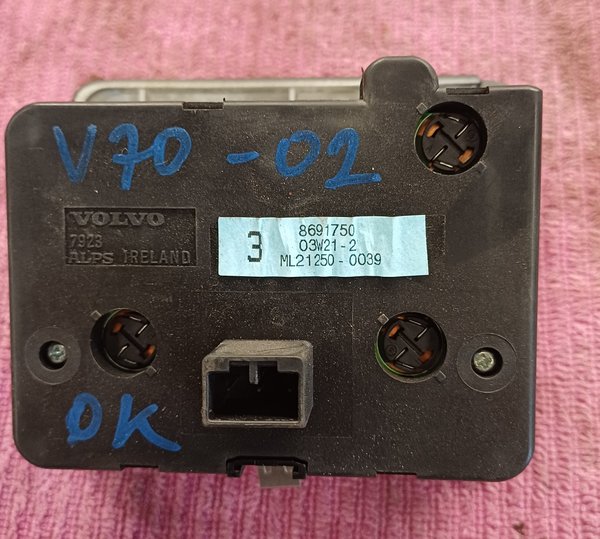 V70-02
VOLVO
7923
ALPS IRELAND
3
8691750
03W21-2
ML21250-0039
OK